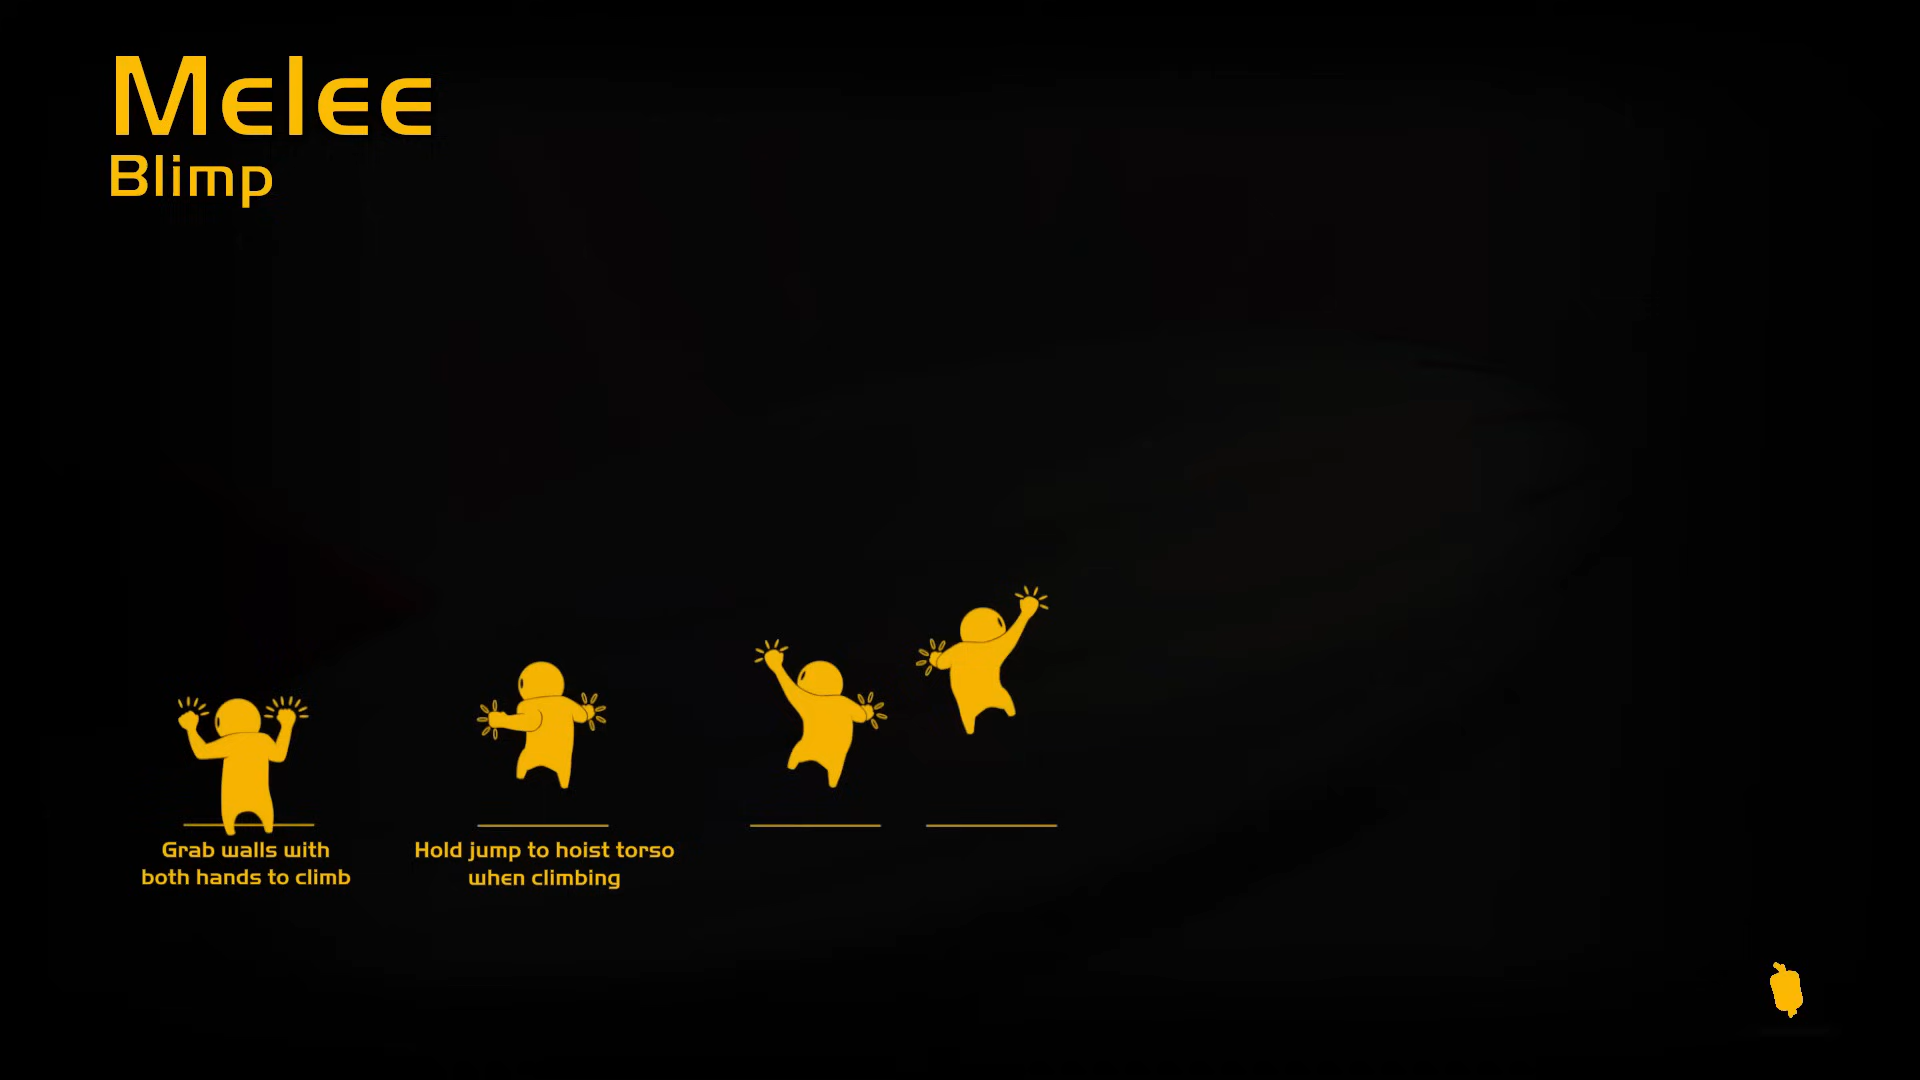 Melee
Blimp
Grab walls with
both hands to climb
Hold jump to hoist torso
when climbing